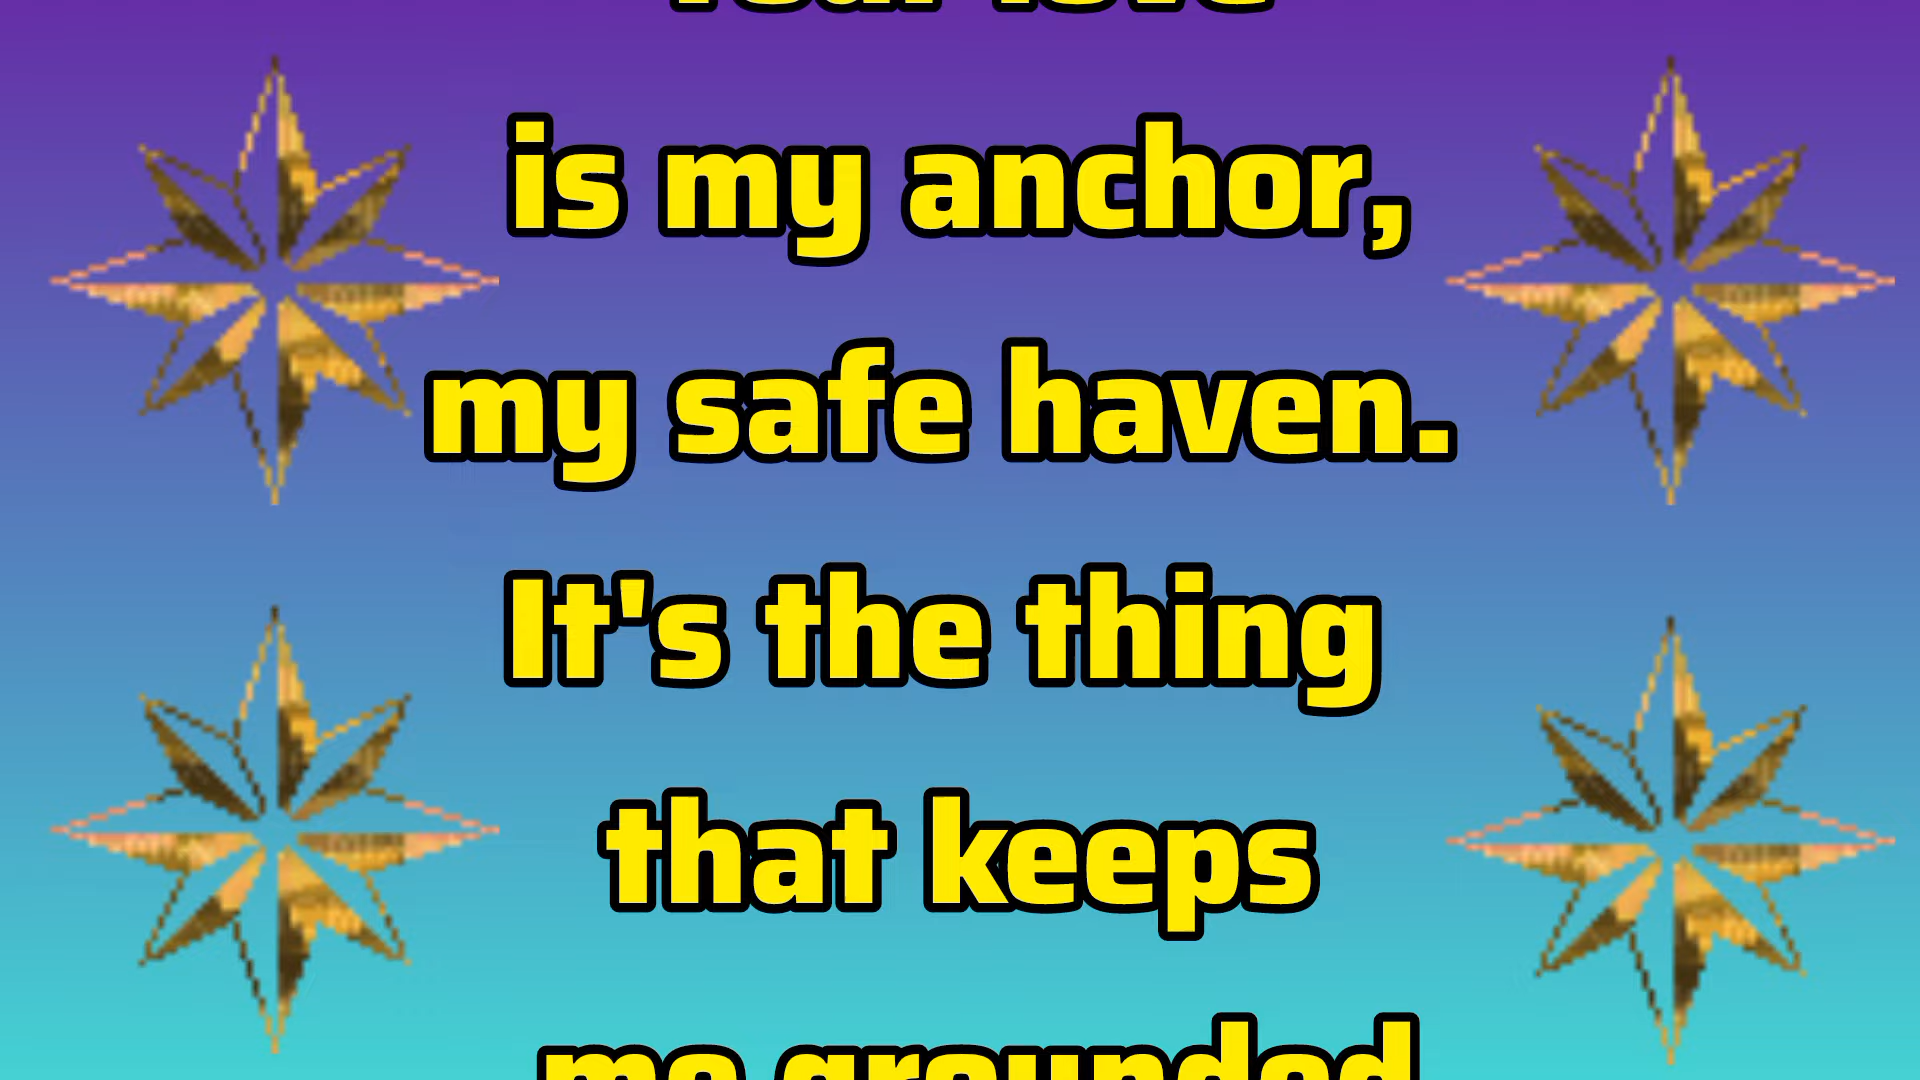 is my anchor,
my safe haven.
It's the thing
that keeps
me grounded